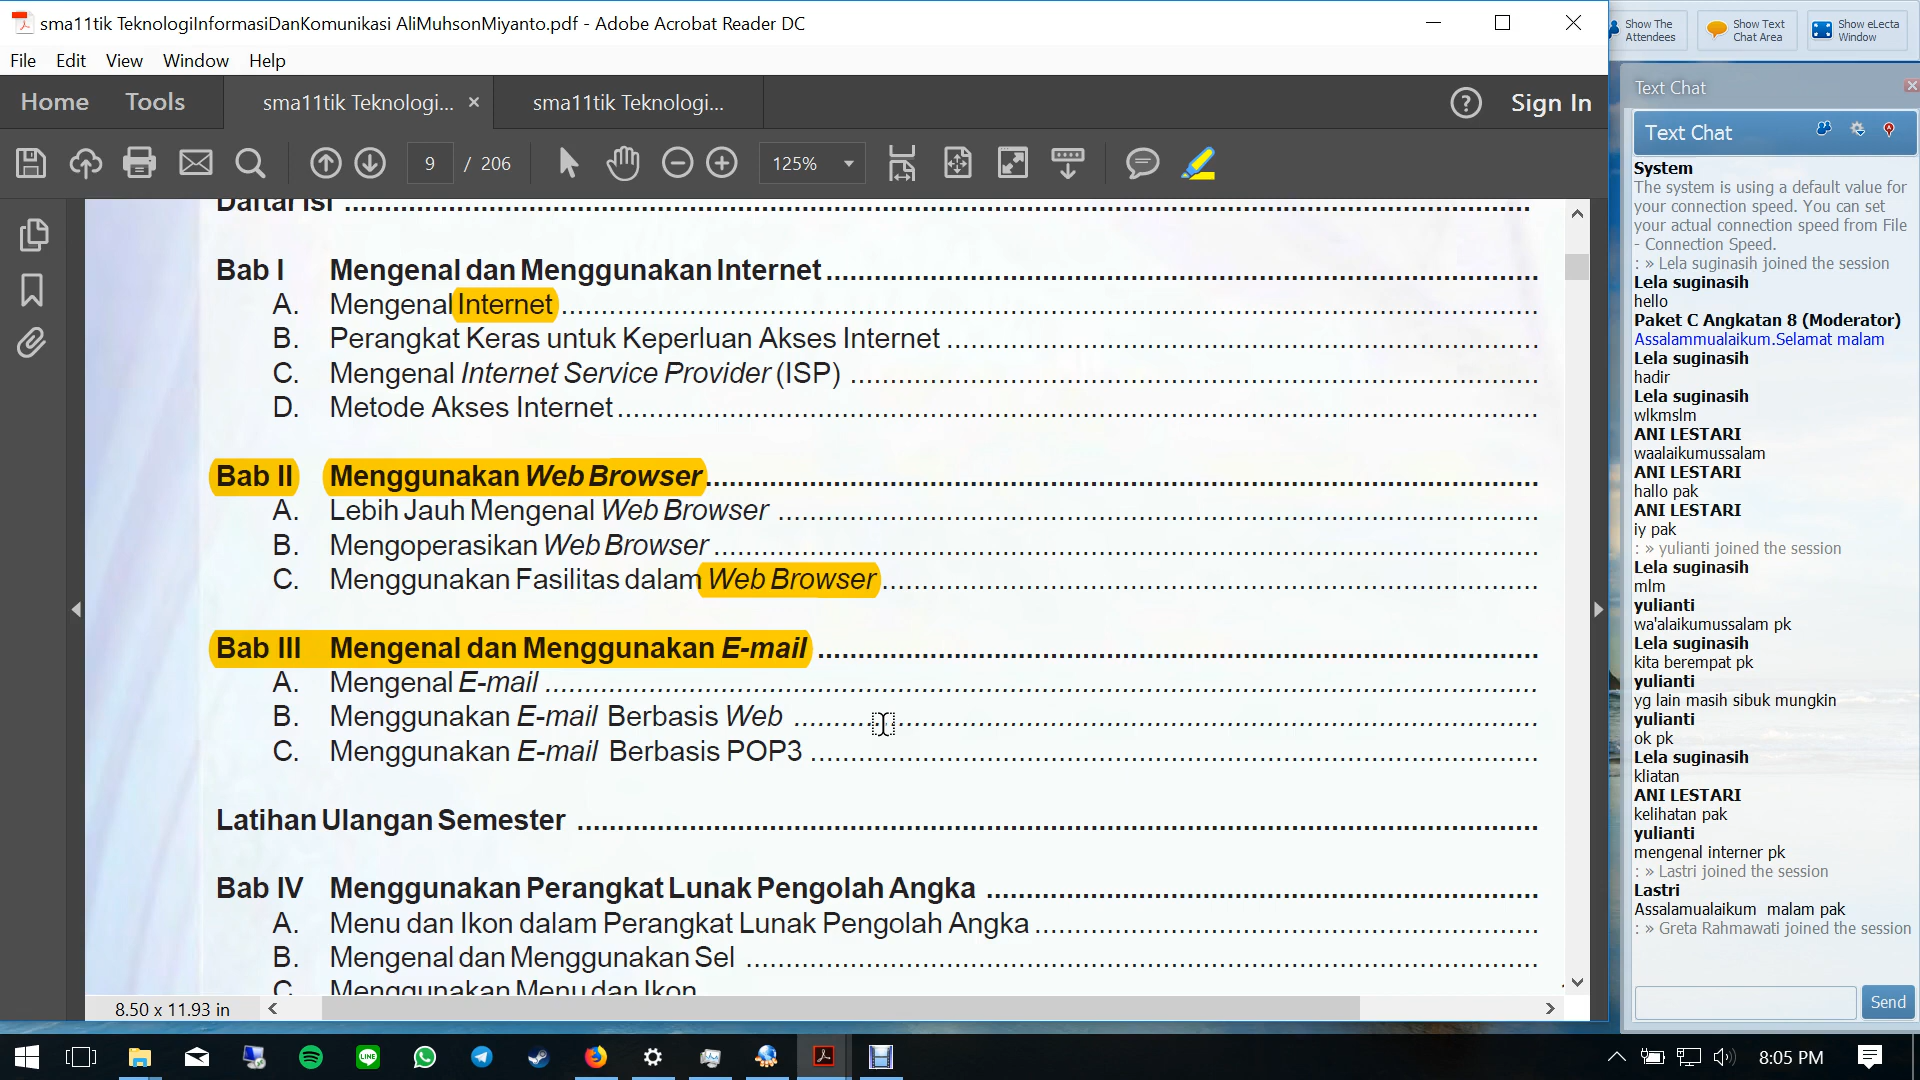 sma11tik TeknologiInformasiDanKomunikasi AliMuhsonMiyanto.pdf - Adobe Acrobat Reader DC
File Edit View Window Help
Home Tools sma11tik Teknologi... × sma11tik Teknologi... ? Sign In
9 / 206 125%
Daftar Isi ..........
Bab I Mengenal dan Menggunakan Internet ..........
A. Mengenal Internet ..........
B. Perangkat Keras untuk Keperluan Akses Internet ..........
C. Mengenal Internet Service Provider (ISP) ..........
D. Metode Akses Internet ..........
Bab II Menggunakan Web Browser ..........
A. Lebih Jauh Mengenal Web Browser ..........
B. Mengoperasikan Web Browser ..........
C. Menggunakan Fasilitas dalam Web Browser ..........
Bab III Mengenal dan Menggunakan E-mail ..........
A. Mengenal E-mail ..........
B. Menggunakan E-mail Berbasis Web ..........
C. Menggunakan E-mail Berbasis POP3 ..........
Latihan Ulangan Semester ..........
Bab IV Menggunakan Perangkat Lunak Pengolah Angka ..........
A. Menu dan Ikon dalam Perangkat Lunak Pengolah Angka ..........
B. Mengenal dan Menggunakan Sel ..........
C. Menggunakan Menu dan Ikon
8.50 x 11.93 in
Show The Attendees
Show Text Chat Area
Show eLecta Window
Text Chat
Text Chat
System
The system is using a default value for
your connection speed. You can set
your actual connection speed from File
- Connection Speed.
: » Lela suginasih joined the session
Lela suginasih
hello
Paket C Angkatan 8 (Moderator)
Assalammualaikum.Selamat malam
Lela suginasih
hadir
Lela suginasih
wlkmslm
ANI LESTARI
waalaikumussalam
ANI LESTARI
hallo pak
ANI LESTARI
iy pak
: » yulianti joined the session
Lela suginasih
mlm
yulianti
wa'alaikumussalam pk
Lela suginasih
kita berempat pk
yulianti
yg lain masih sibuk mungkin
yulianti
ok pk
Lela suginasih
kliatan
ANI LESTARI
kelihatan pak
yulianti
mengenal interner pk
: » Lastri joined the session
Lastri
Assalamualaikum malam pak
: » Greta Rahmawati joined the session
Send
LINE
8:05 PM